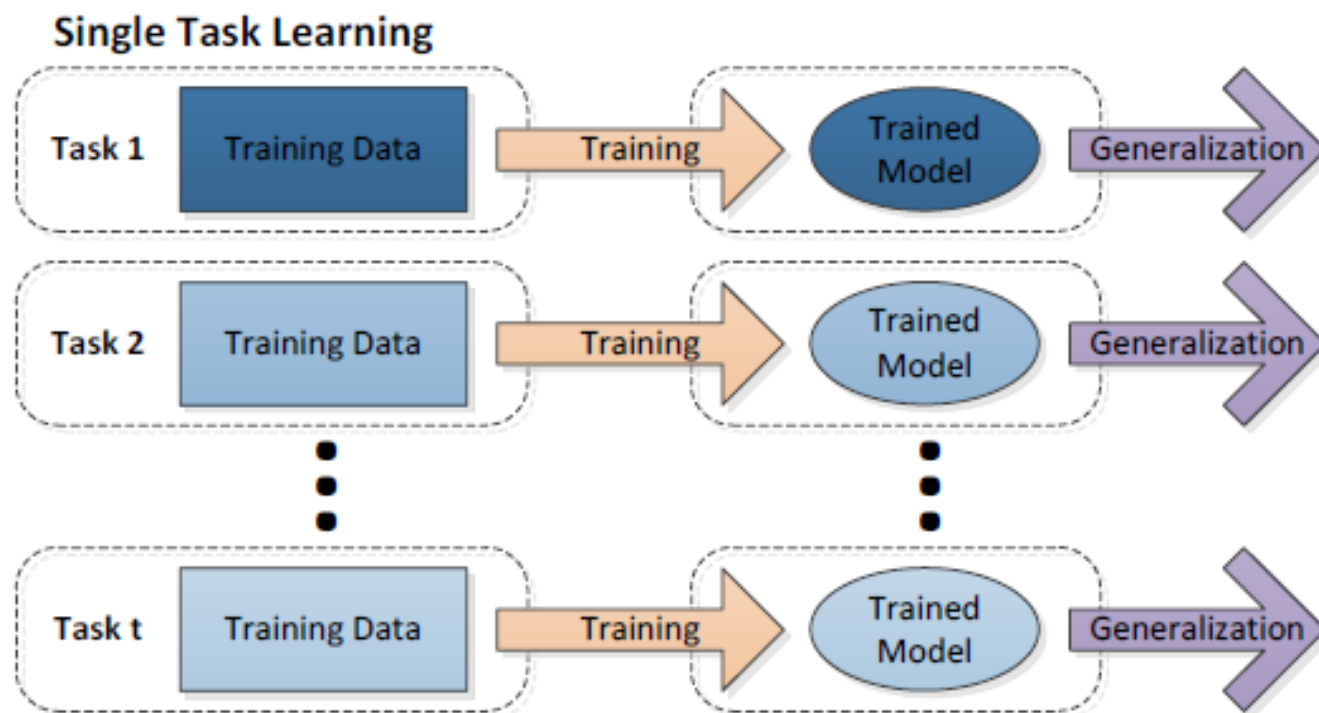 Single Task Learning
Task 1 Training Data Training Trained Model Generalization
Task 2 Training Data Training Trained Model Generalization
Task t Training Data Training Trained Model Generalization